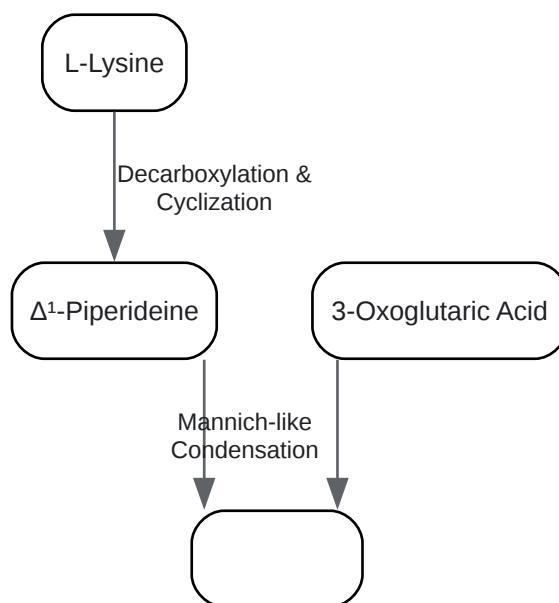 L-Lysine
Decarboxylation &
Cyclization
Δ¹-Piperideine
3-Oxoglutaric Acid
Mannich-like
Condensation